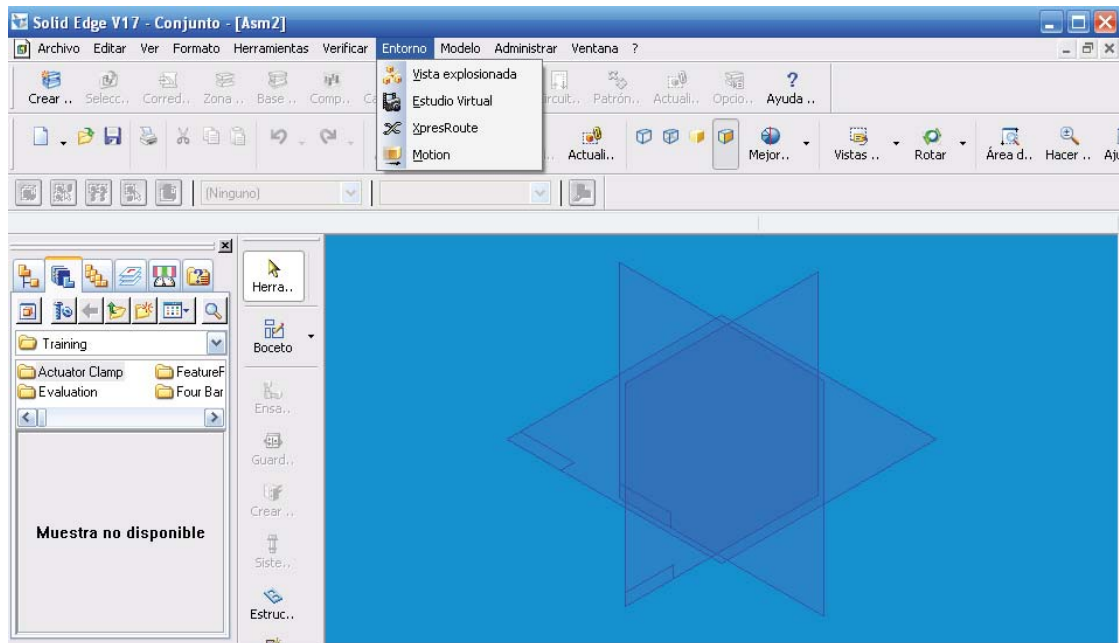 Solid Edge V17 - Conjunto - [Asm2]
Archivo Editar Ver Formato Herramientas Verificar Entorno Modelo Administrar Ventana ?
Vista explosionada
Estudio Virtual
XpresRoute
Motion
Crear .. Selecc.. Corred.. Zona .. Base .. Comp.. Patrón.. Actuali.. Opcio.. Ayuda ..
Actuali.. Mejor.. Vistas .. Rotar Área d.. Hacer ..
(Ninguno)
Training
Actuator Clamp
Evaluation
Four Bar
Muestra no disponible
Herra..
Boceto
Ensa..
Guard..
Crear ..
Siste..
Estruc..